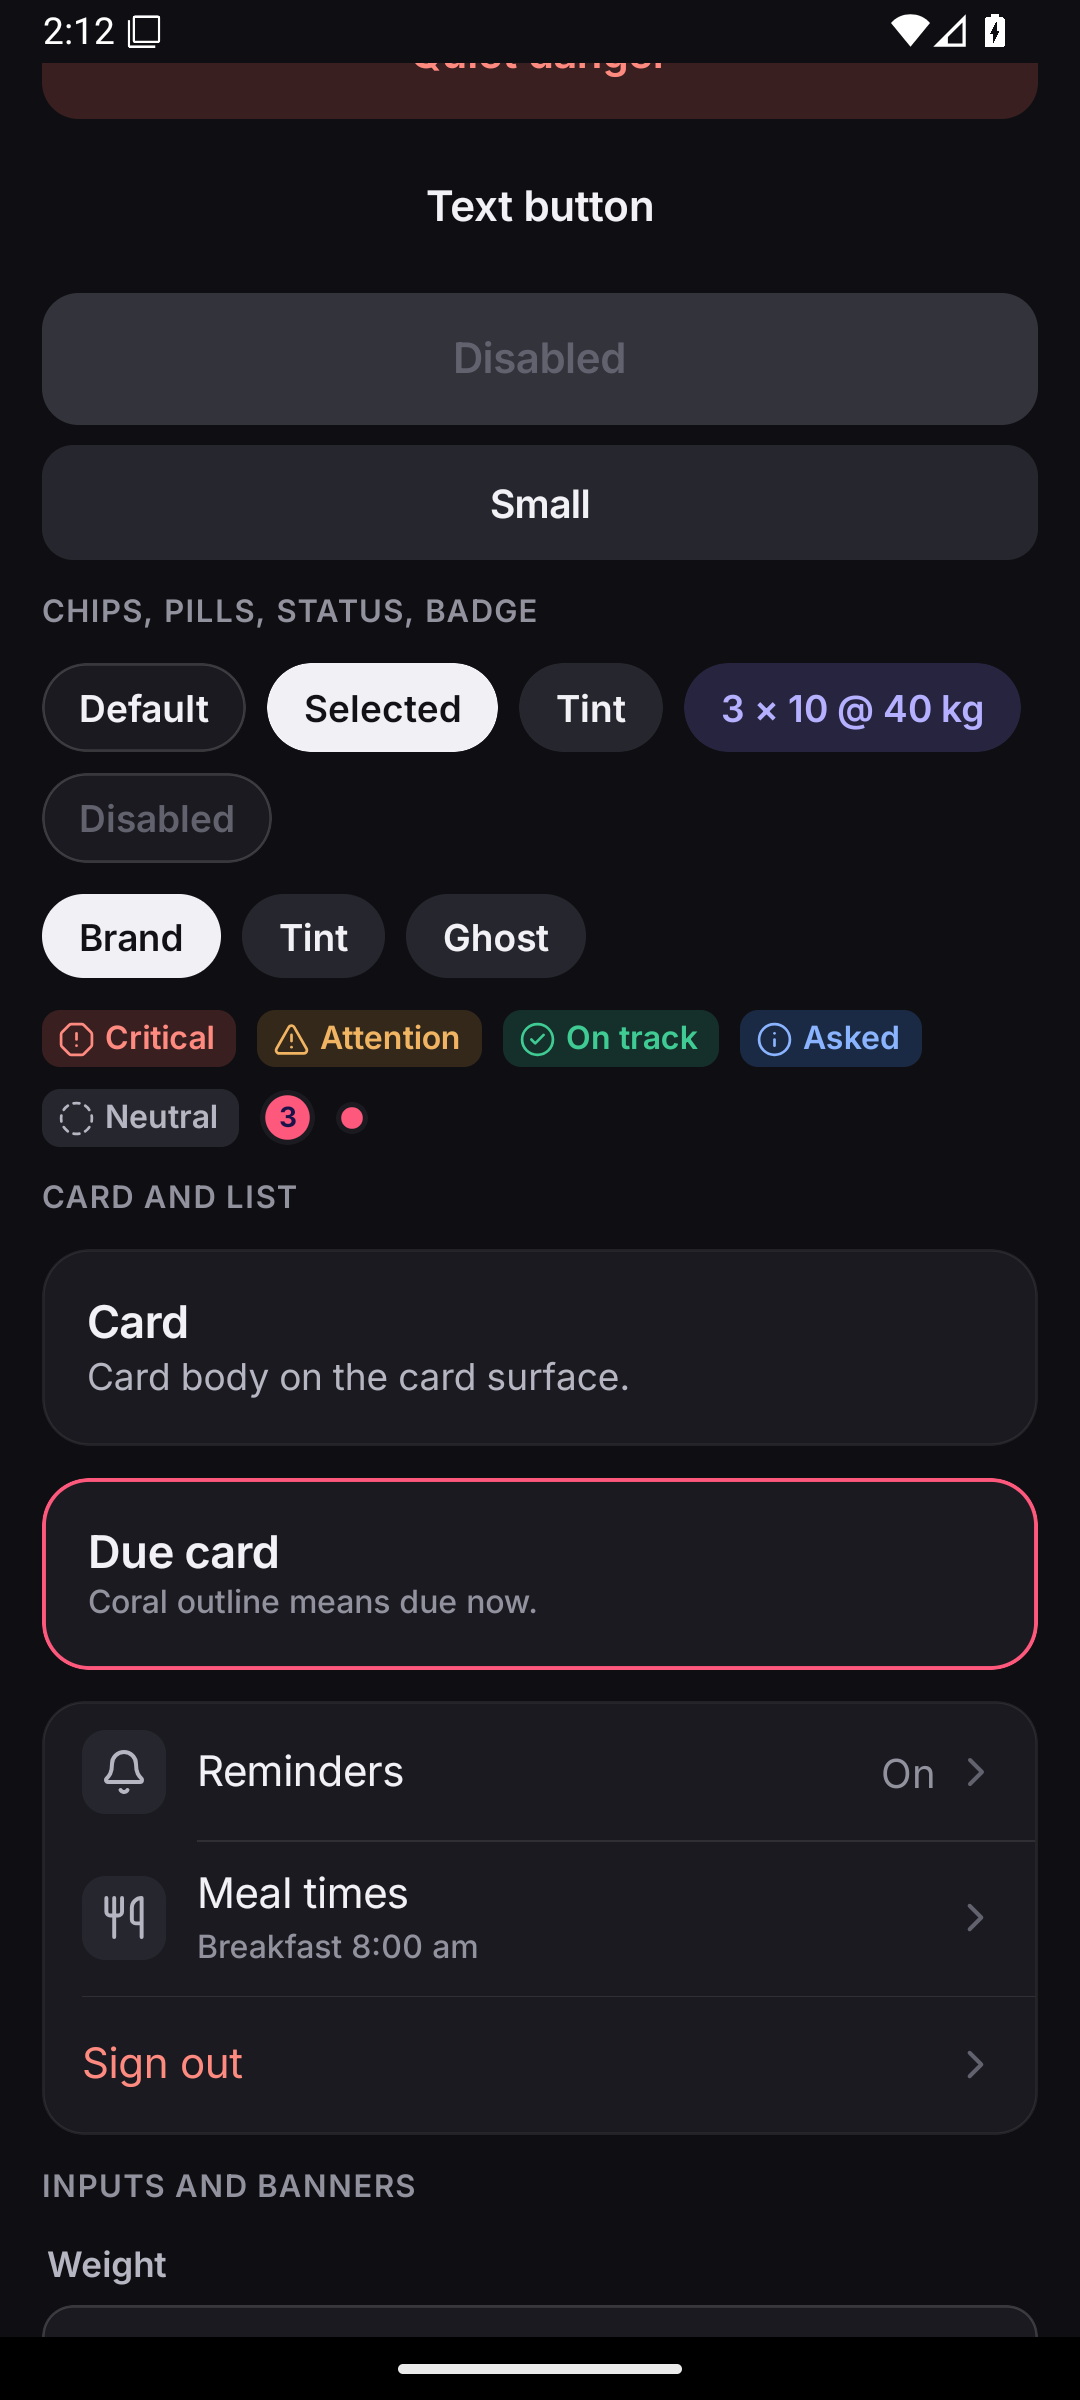 2:12
Quiet danger
Text button
Disabled
Small
CHIPS, PILLS, STATUS, BADGE
Default Selected Tint 3 × 10 @ 40 kg
Disabled
Brand Tint Ghost
Critical Attention On track Asked
Neutral 3
CARD AND LIST
Card
Card body on the card surface.
Due card
Coral outline means due now.
Reminders On
Meal times
Breakfast 8:00 am
Sign out
INPUTS AND BANNERS
Weight